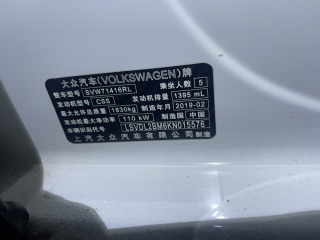 大众汽车(VOLKSWAGEN)牌
整车型号 SVW71416RL 乘坐人数 5
发动机型号 CSS 发动机排量 1395 mL
最大允许总质量 1830kg 制造年月 2019-02
发动机最大净功率 110 kW 制造国 中国
车辆识别代号 LSVDL2BM6KN015576
上汽大众汽车有限公司 制造